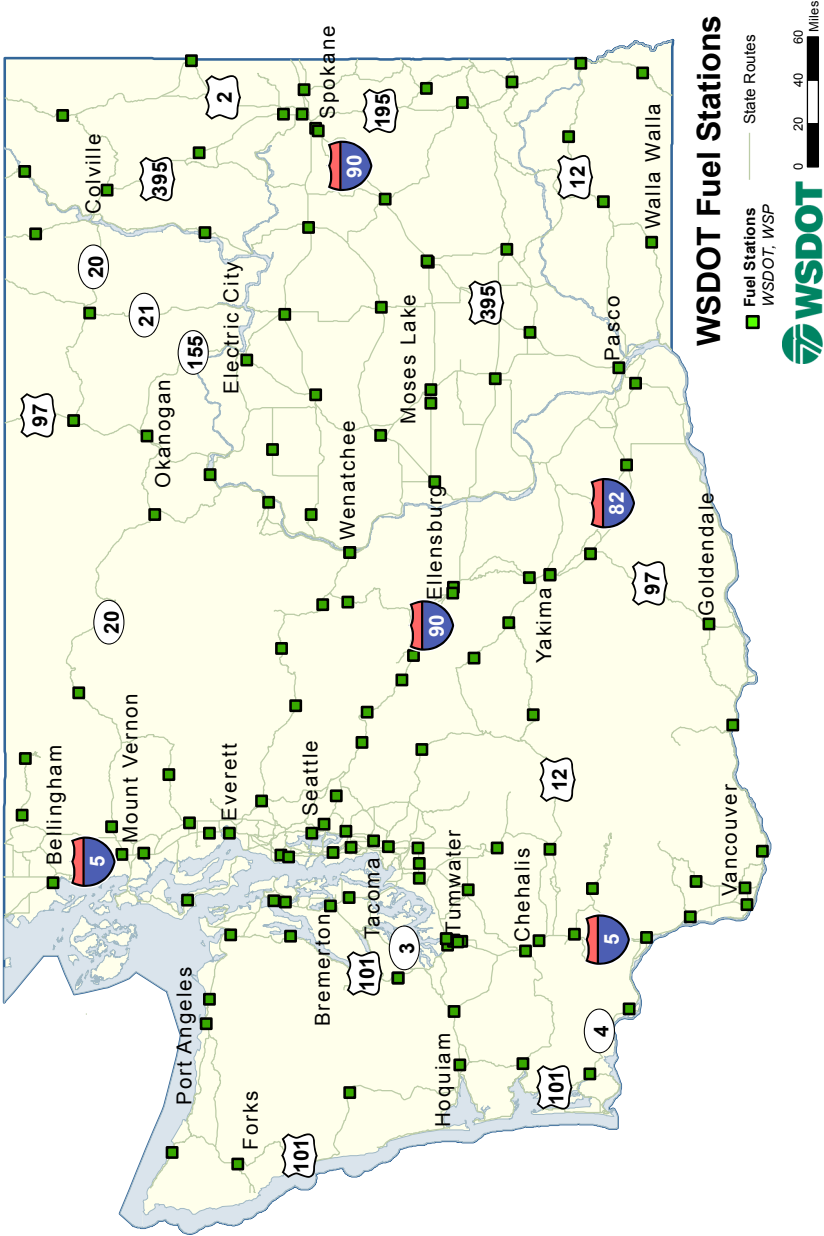 Bellingham
Mount Vernon
Everett
Seattle
Tacoma
Bremerton
Port Angeles
Forks
Hoquiam
Tumwater
Chehalis
Vancouver
Okanogan
Wenatchee
Ellensburg
Yakima
Goldendale
Electric City
Moses Lake
Pasco
Colville
Spokane
Walla Walla
5
20
97
155
21
20
395
2
90
195
90
395
12
82
97
12
5
3
101
4
101
101
WSDOT Fuel Stations
Fuel Stations
WSDOT, WSP
State Routes
WSDOT
0 20 40 60
Miles